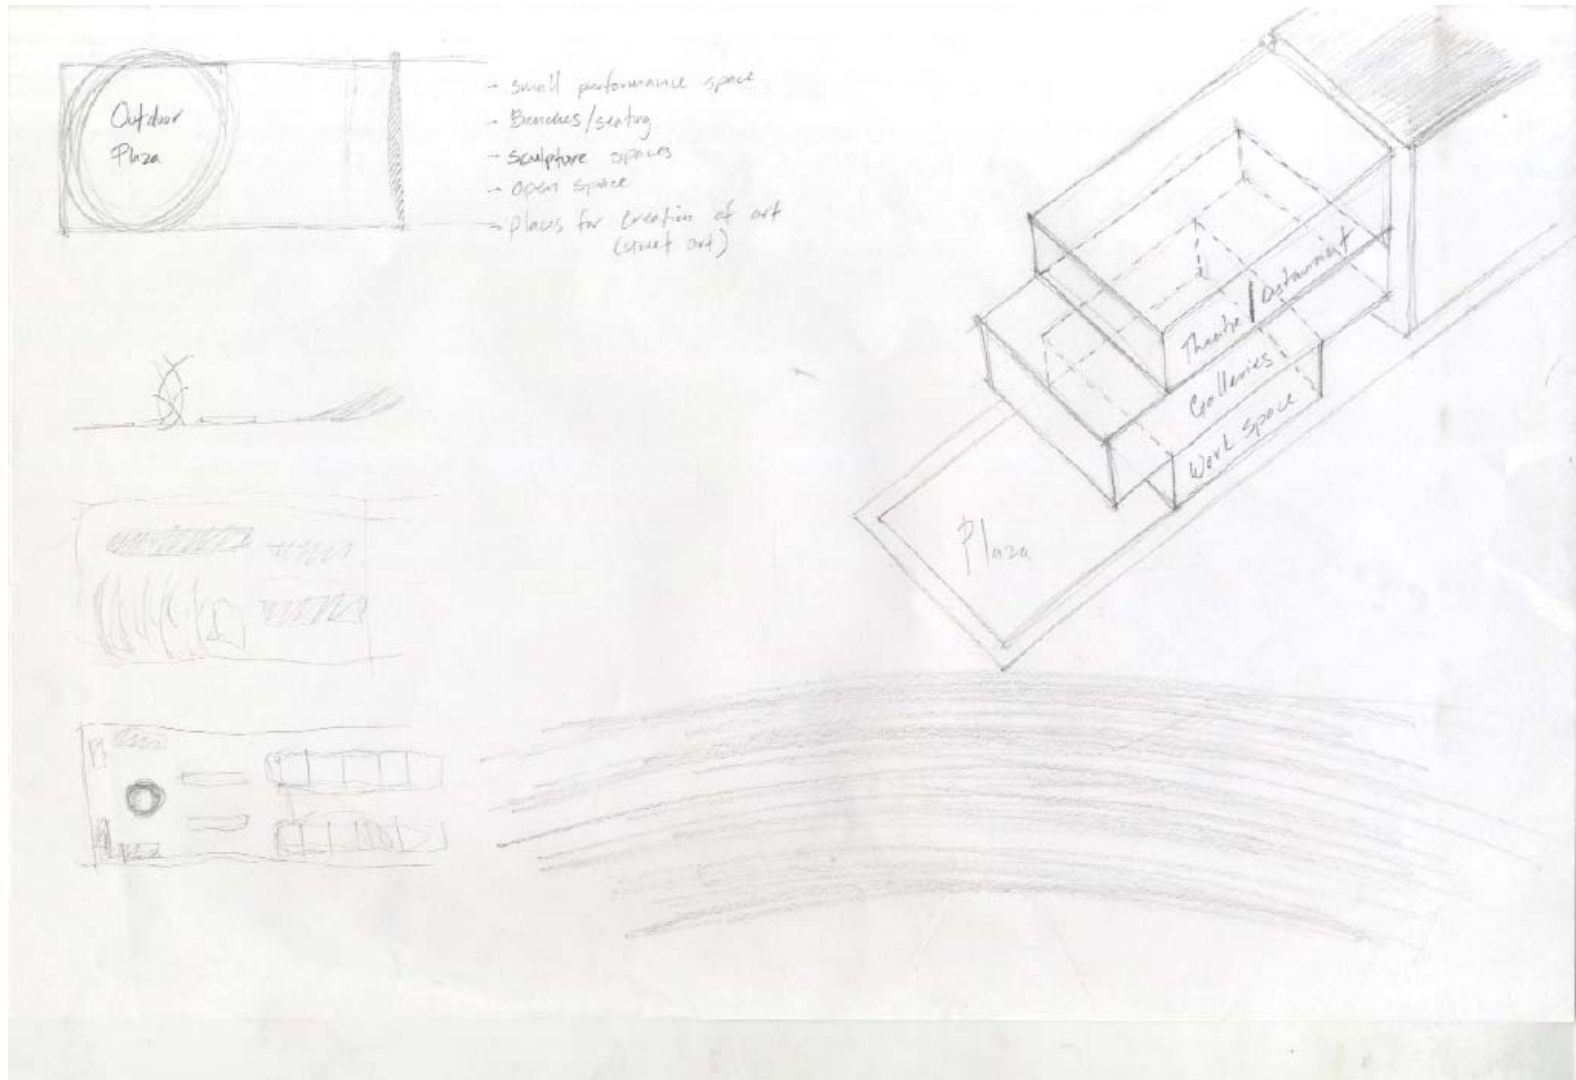 Outdoor
Plaza
- Small performance space
- Benches/seating
- sculpture spaces
- open space
- Places for creation of art
(street art)
Theatre /
Galleries
Work Space
Plaza